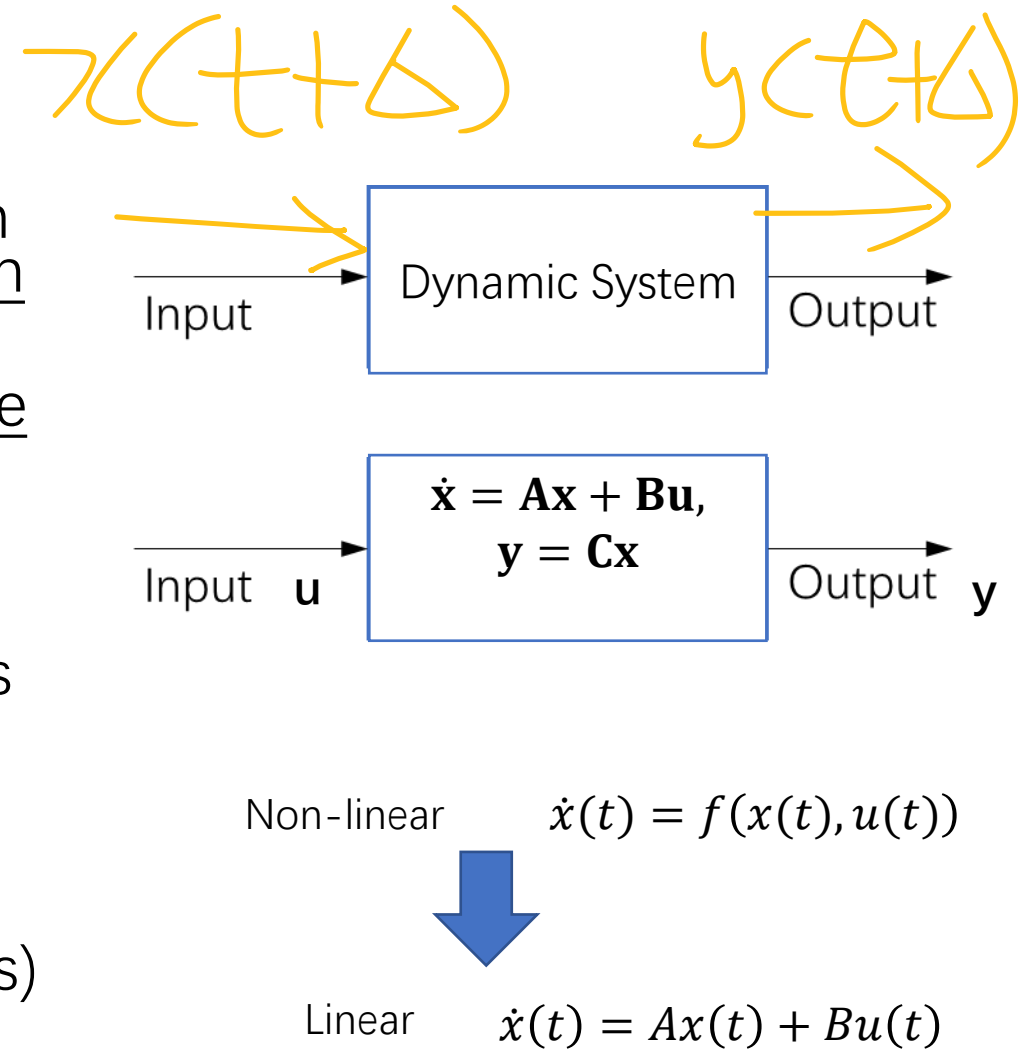 x(t+Δ) y(t+Δ)
n
n
Dynamic System
Input
Output
e
ẋ = Ax + Bu,
y = Cx
Input u
Output y
s
Non-linear ẋ(t) = f(x(t), u(t))
s)
Linear ẋ(t) = Ax(t) + Bu(t)